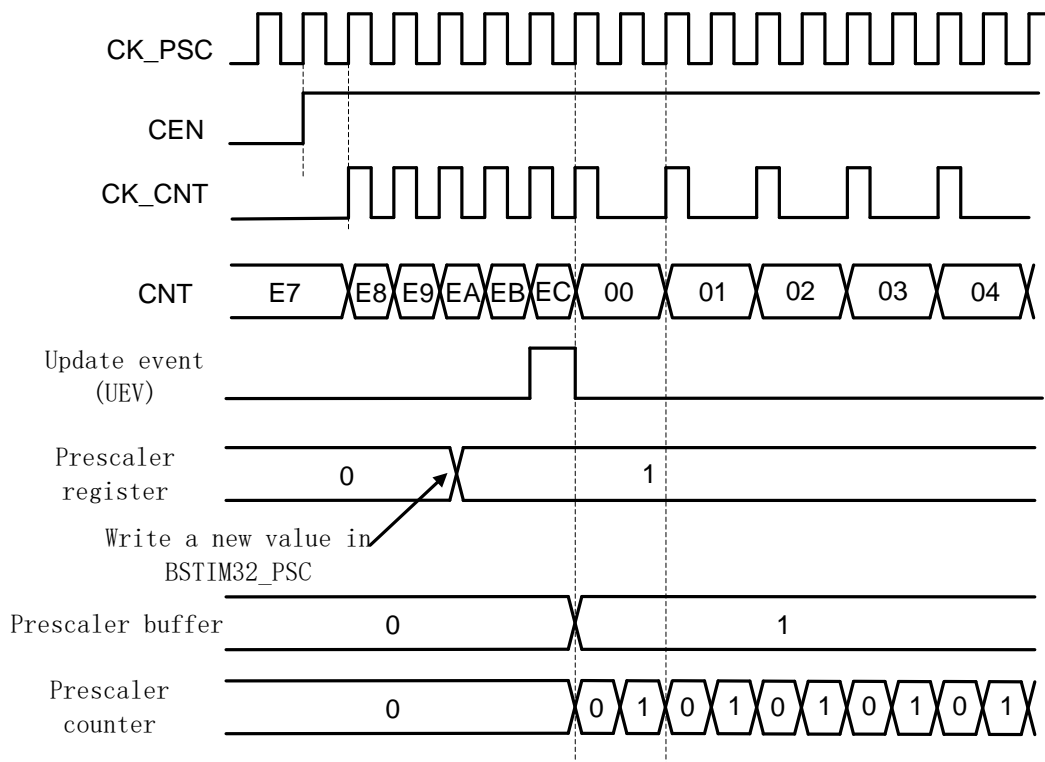 CK_PSC
CEN
CK_CNT
CNT E7 E8 E9 EA EB EC 00 01 02 03 04
Update event
(UEV)
Prescaler
register
0 1
Write a new value in
BSTIM32_PSC
Prescaler buffer 0 1
Prescaler
counter
0 0 1 0 1 0 1 0 1 0 1